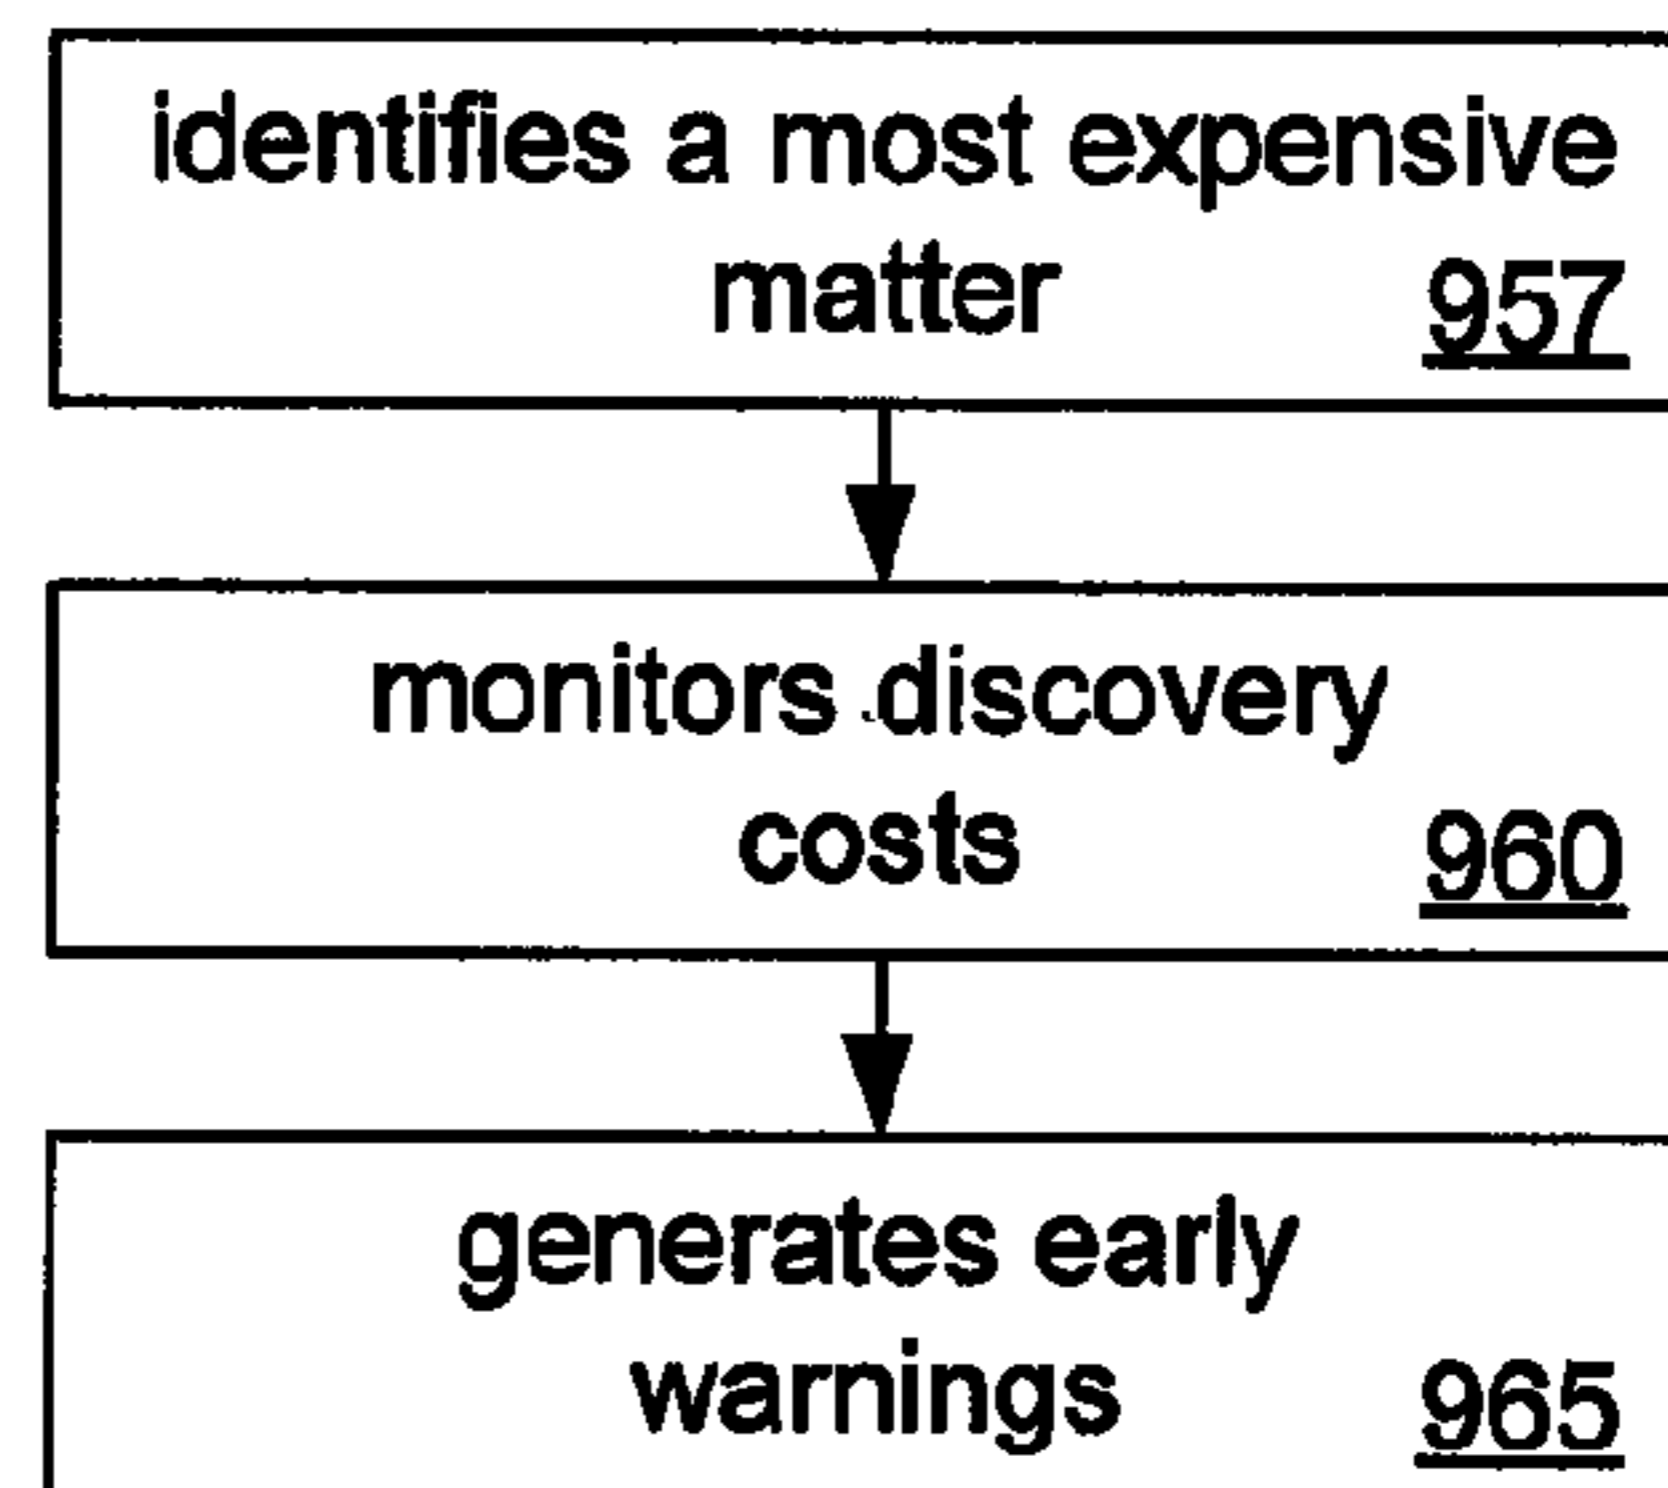 identifies a most expensive
matter 957
monitors discovery
costs 960
generates early
warnings 965